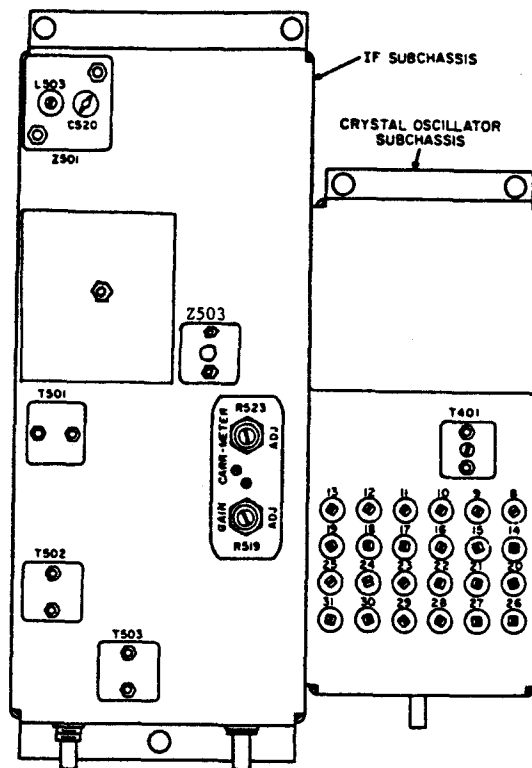 IF SUBCHASSIS
L503
C520
Z501
CRYSTAL OSCILLATOR
SUBCHASSIS
Z503
T501
R523
CARR-METER
ADJ
GAIN
ADJ
R519
T401
13 12 11 10 9 8
19 18 17 16 15 14
25 24 23 22 21 20
31 30 29 28 27 26
T502
T503